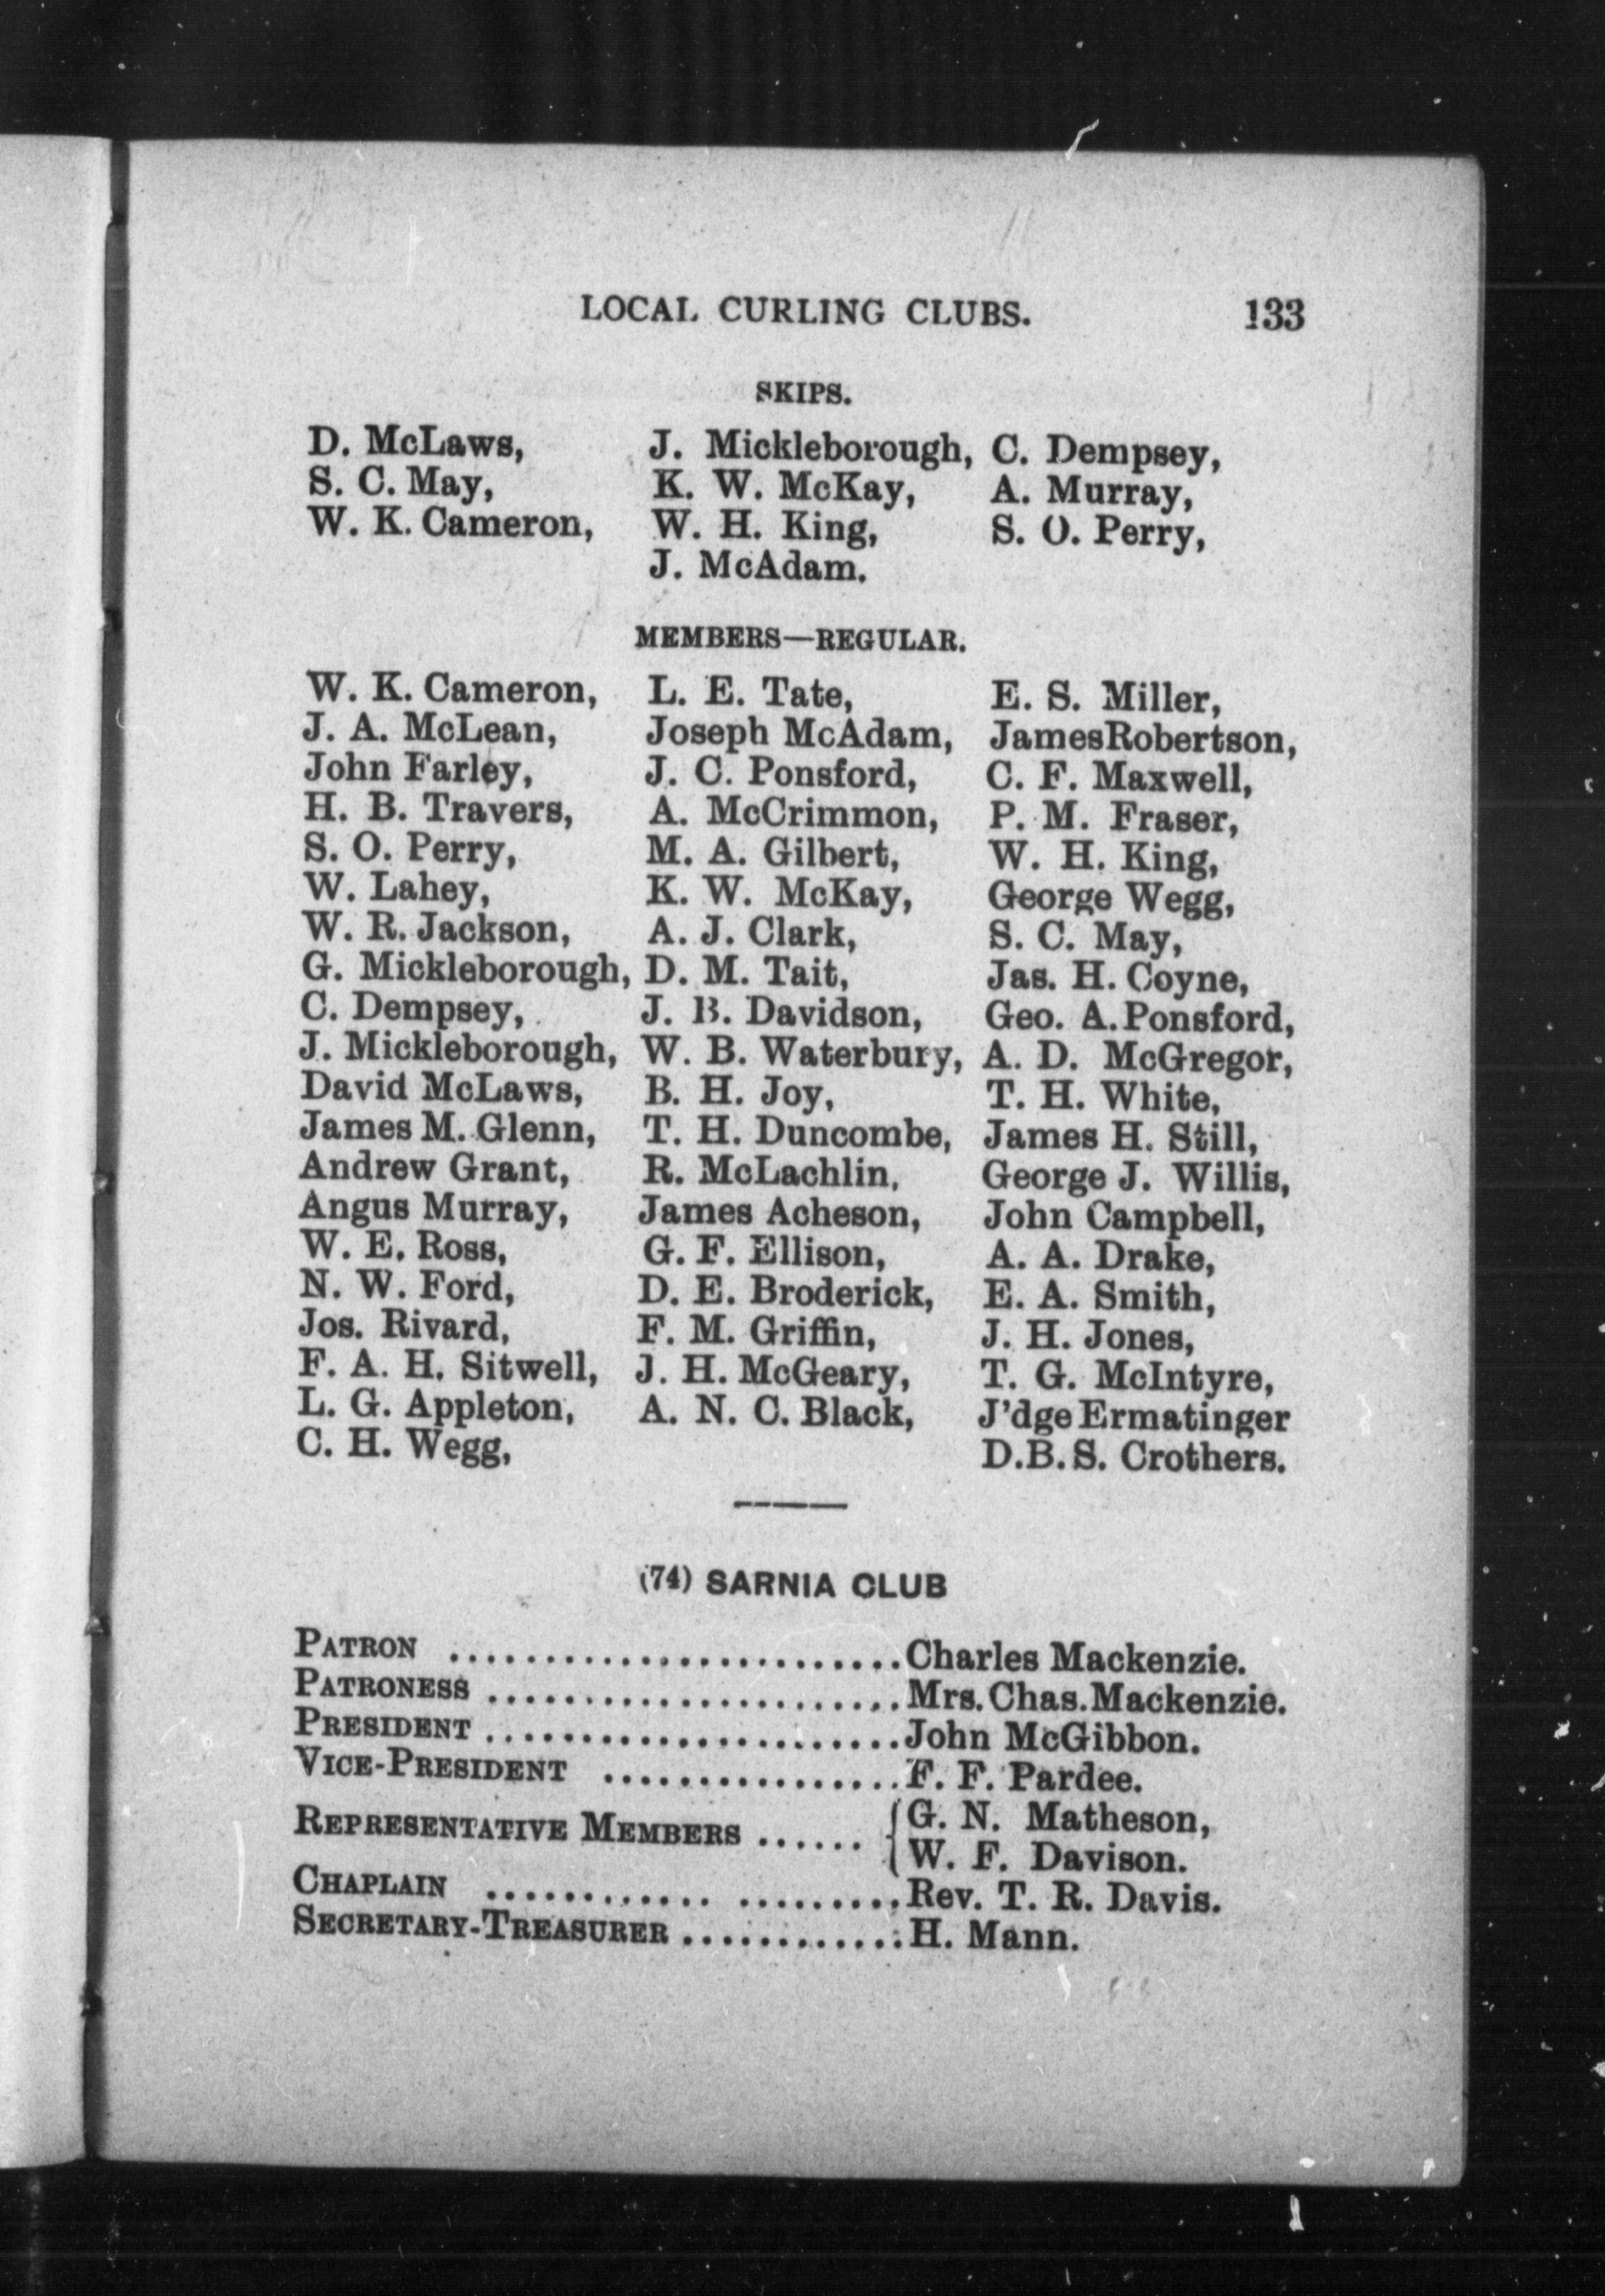 LOCAL CURLING CLUBS. 133
SKIPS.
D. McLaws, J. Mickleborough, C. Dempsey,
S. C. May, K. W. McKay, A. Murray,
W. K. Cameron, W. H. King, S. O. Perry,
J. McAdam.
MEMBERS—REGULAR.
W. K. Cameron, L. E. Tate, E. S. Miller,
J. A. McLean, Joseph McAdam, JamesRobertson,
John Farley, J. C. Ponsford, C. F. Maxwell,
H. B. Travers, A. McCrimmon, P. M. Fraser,
S. O. Perry, M. A. Gilbert, W. H. King,
W. Lahey, K. W. McKay, George Wegg,
W. R. Jackson, A. J. Clark, S. C. May,
G. Mickleborough, D. M. Tait, Jas. H. Coyne,
C. Dempsey, J. B. Davidson, Geo. A. Ponsford,
J. Mickleborough, W. B. Waterbury, A. D. McGregor,
David McLaws, B. H. Joy, T. H. White,
James M. Glenn, T. H. Duncombe, James H. Still,
Andrew Grant, R. McLachlin, George J. Willis,
Angus Murray, James Acheson, John Campbell,
W. E. Ross, G. F. Ellison, A. A. Drake,
N. W. Ford, D. E. Broderick, E. A. Smith,
Jos. Rivard, F. M. Griffin, J. H. Jones,
F. A. H. Sitwell, J. H. McGeary, T. G. McIntyre,
L. G. Appleton, A. N. C. Black, J'dge Ermatinger
C. H. Wegg, D.B.S. Crothers.
(74) SARNIA CLUB
PATRON ........................Charles Mackenzie.
PATRONESS ......................Mrs. Chas. Mackenzie.
PRESIDENT ......................John McGibbon.
VICE-PRESIDENT ................F. F. Pardee.
REPRESENTATIVE MEMBERS ...... {G. N. Matheson,
{W. F. Davison.
CHAPLAIN ............ .........Rev. T. R. Davis.
SECRETARY-TREASURER ............H. Mann.